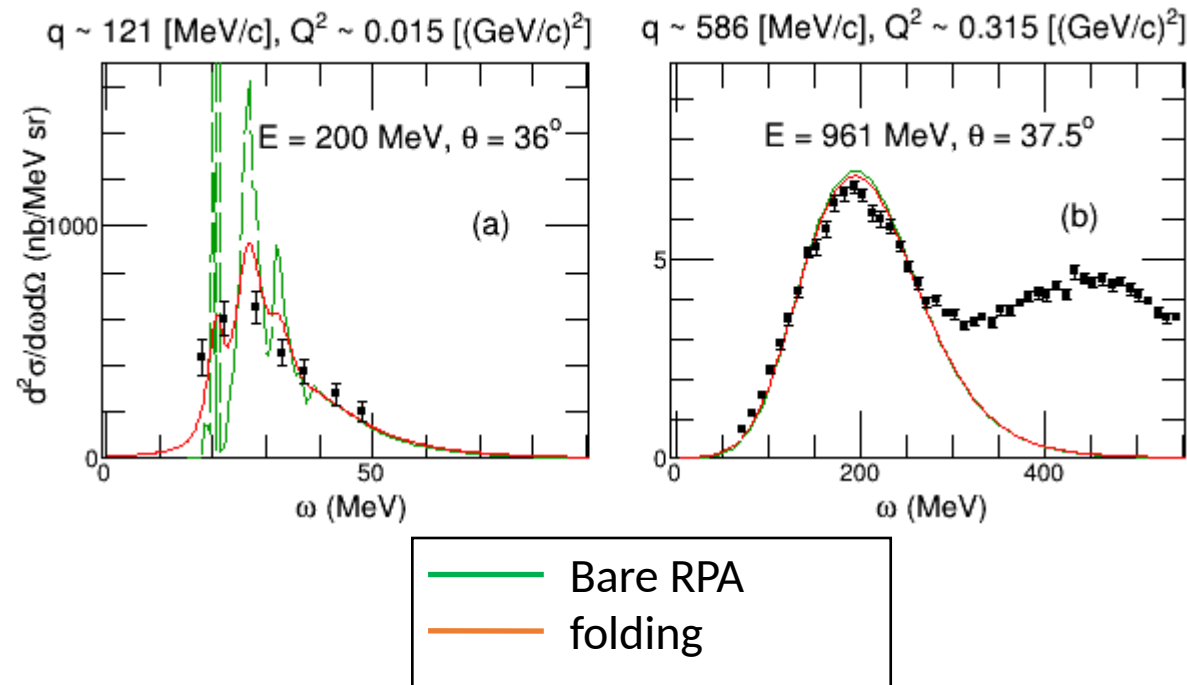 q ~ 121 [MeV/c], Q² ~ 0.015 [(GeV/c)²]
q ~ 586 [MeV/c], Q² ~ 0.315 [(GeV/c)²]
d²σ/dωdΩ (nb/MeV sr)
E = 200 MeV, θ = 36°
(a)
1000
0
0
50
ω (MeV)
E = 961 MeV, θ = 37.5°
(b)
5
0
0
200
400
ω (MeV)
Bare RPA
folding